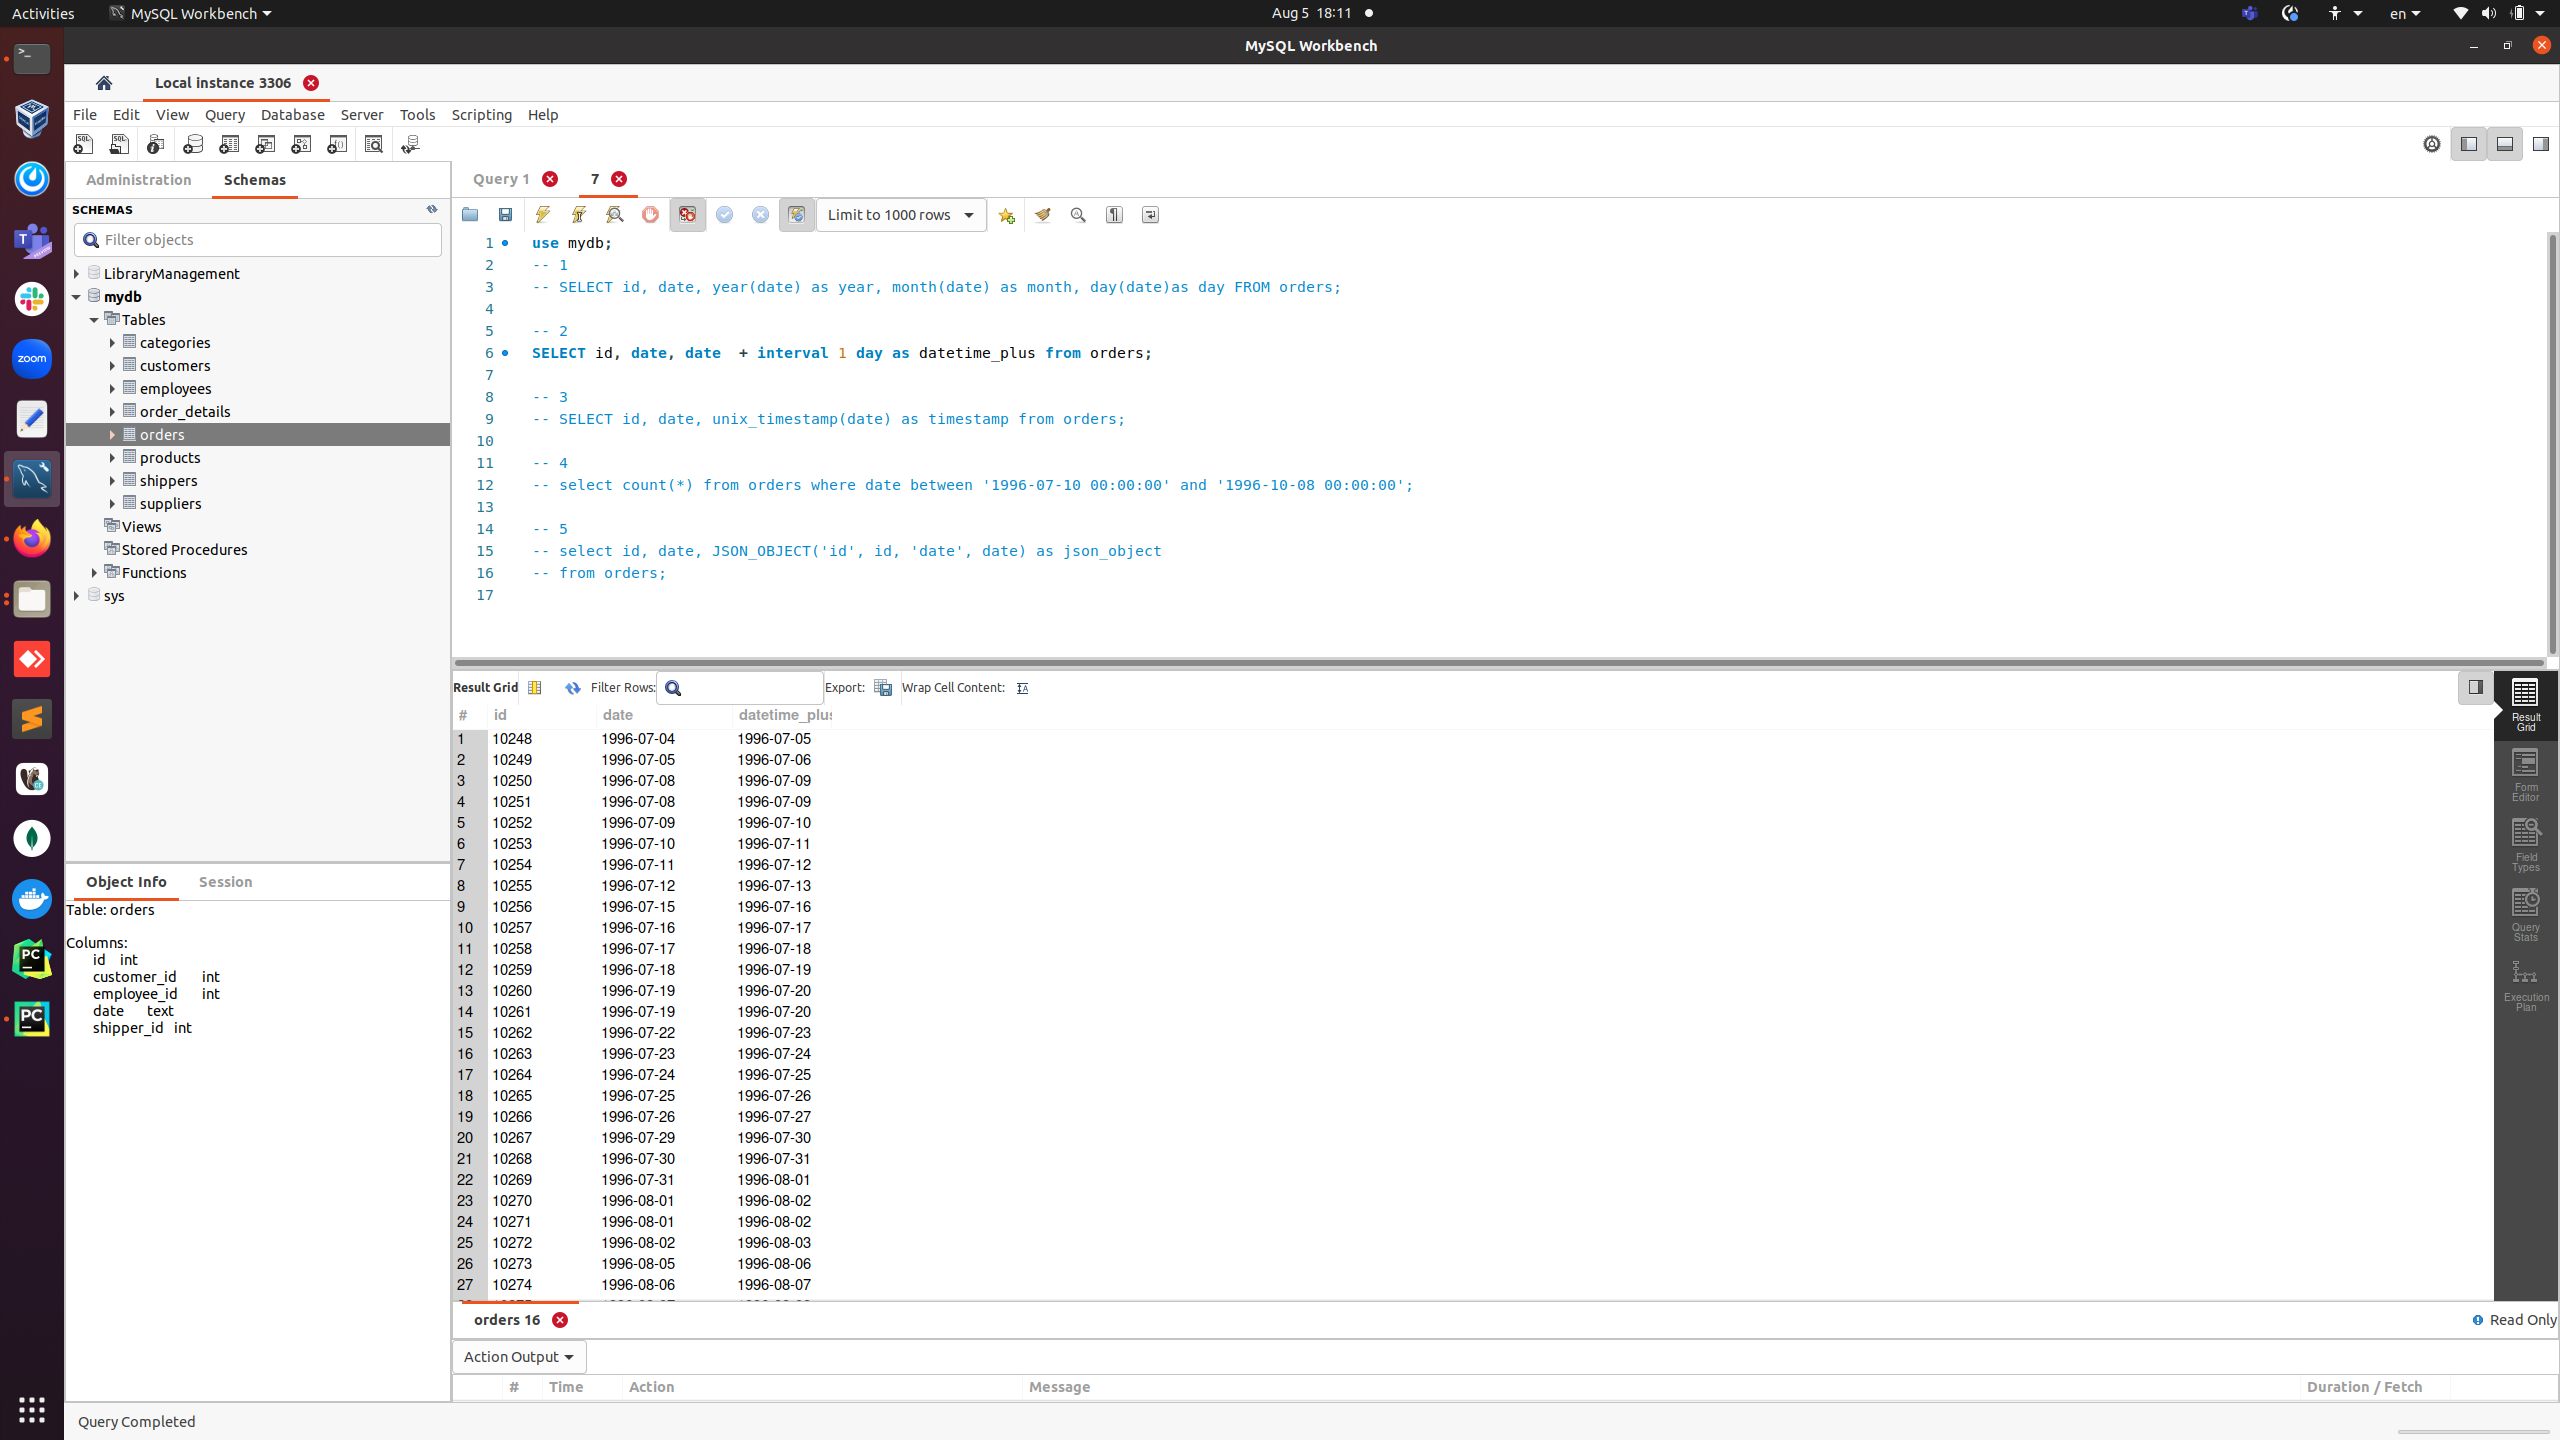 Activities MySQL Workbench Aug 5 18:11 en
MySQL Workbench
Local instance 3306
File Edit View Query Database Server Tools Scripting Help
Administration Schemas
SCHEMAS
Filter objects
LibraryManagement
mydb
Tables
categories
customers
employees
order_details
orders
products
shippers
suppliers
Views
Stored Procedures
Functions
sys
Object Info Session
Table: orders
Columns:
id int
customer_id int
employee_id int
date text
shipper_id int
Query 1 7
Limit to 1000 rows
1 use mydb;
2 -- 1
3 -- SELECT id, date, year(date) as year, month(date) as month, day(date)as day FROM orders;
4
5 -- 2
6 SELECT id, date, date  + interval 1 day as datetime_plus from orders;
7
8 -- 3
9 -- SELECT id, date, unix_timestamp(date) as timestamp from orders;
10
11 -- 4
12 -- select count(*) from orders where date between '1996-07-10 00:00:00' and '1996-10-08 00:00:00';
13
14 -- 5
15 -- select id, date, JSON_OBJECT('id', id, 'date', date) as json_object
16 -- from orders;
17
Result Grid Filter Rows: Export: Wrap Cell Content:
# id date datetime_plus
1 10248 1996-07-04 1996-07-05
2 10249 1996-07-05 1996-07-06
3 10250 1996-07-08 1996-07-09
4 10251 1996-07-08 1996-07-09
5 10252 1996-07-09 1996-07-10
6 10253 1996-07-10 1996-07-11
7 10254 1996-07-11 1996-07-12
8 10255 1996-07-12 1996-07-13
9 10256 1996-07-15 1996-07-16
10 10257 1996-07-16 1996-07-17
11 10258 1996-07-17 1996-07-18
12 10259 1996-07-18 1996-07-19
13 10260 1996-07-19 1996-07-20
14 10261 1996-07-19 1996-07-20
15 10262 1996-07-22 1996-07-23
16 10263 1996-07-23 1996-07-24
17 10264 1996-07-24 1996-07-25
18 10265 1996-07-25 1996-07-26
19 10266 1996-07-26 1996-07-27
20 10267 1996-07-29 1996-07-30
21 10268 1996-07-30 1996-07-31
22 10269 1996-07-31 1996-08-01
23 10270 1996-08-01 1996-08-02
24 10271 1996-08-01 1996-08-02
25 10272 1996-08-02 1996-08-03
26 10273 1996-08-05 1996-08-06
27 10274 1996-08-06 1996-08-07
Result
Grid
Form
Editor
Field
Types
Query
Stats
Execution
Plan
orders 16 Read Only
Action Output
# Time Action Message Duration / Fetch
Query Completed
zoom
PC
PC